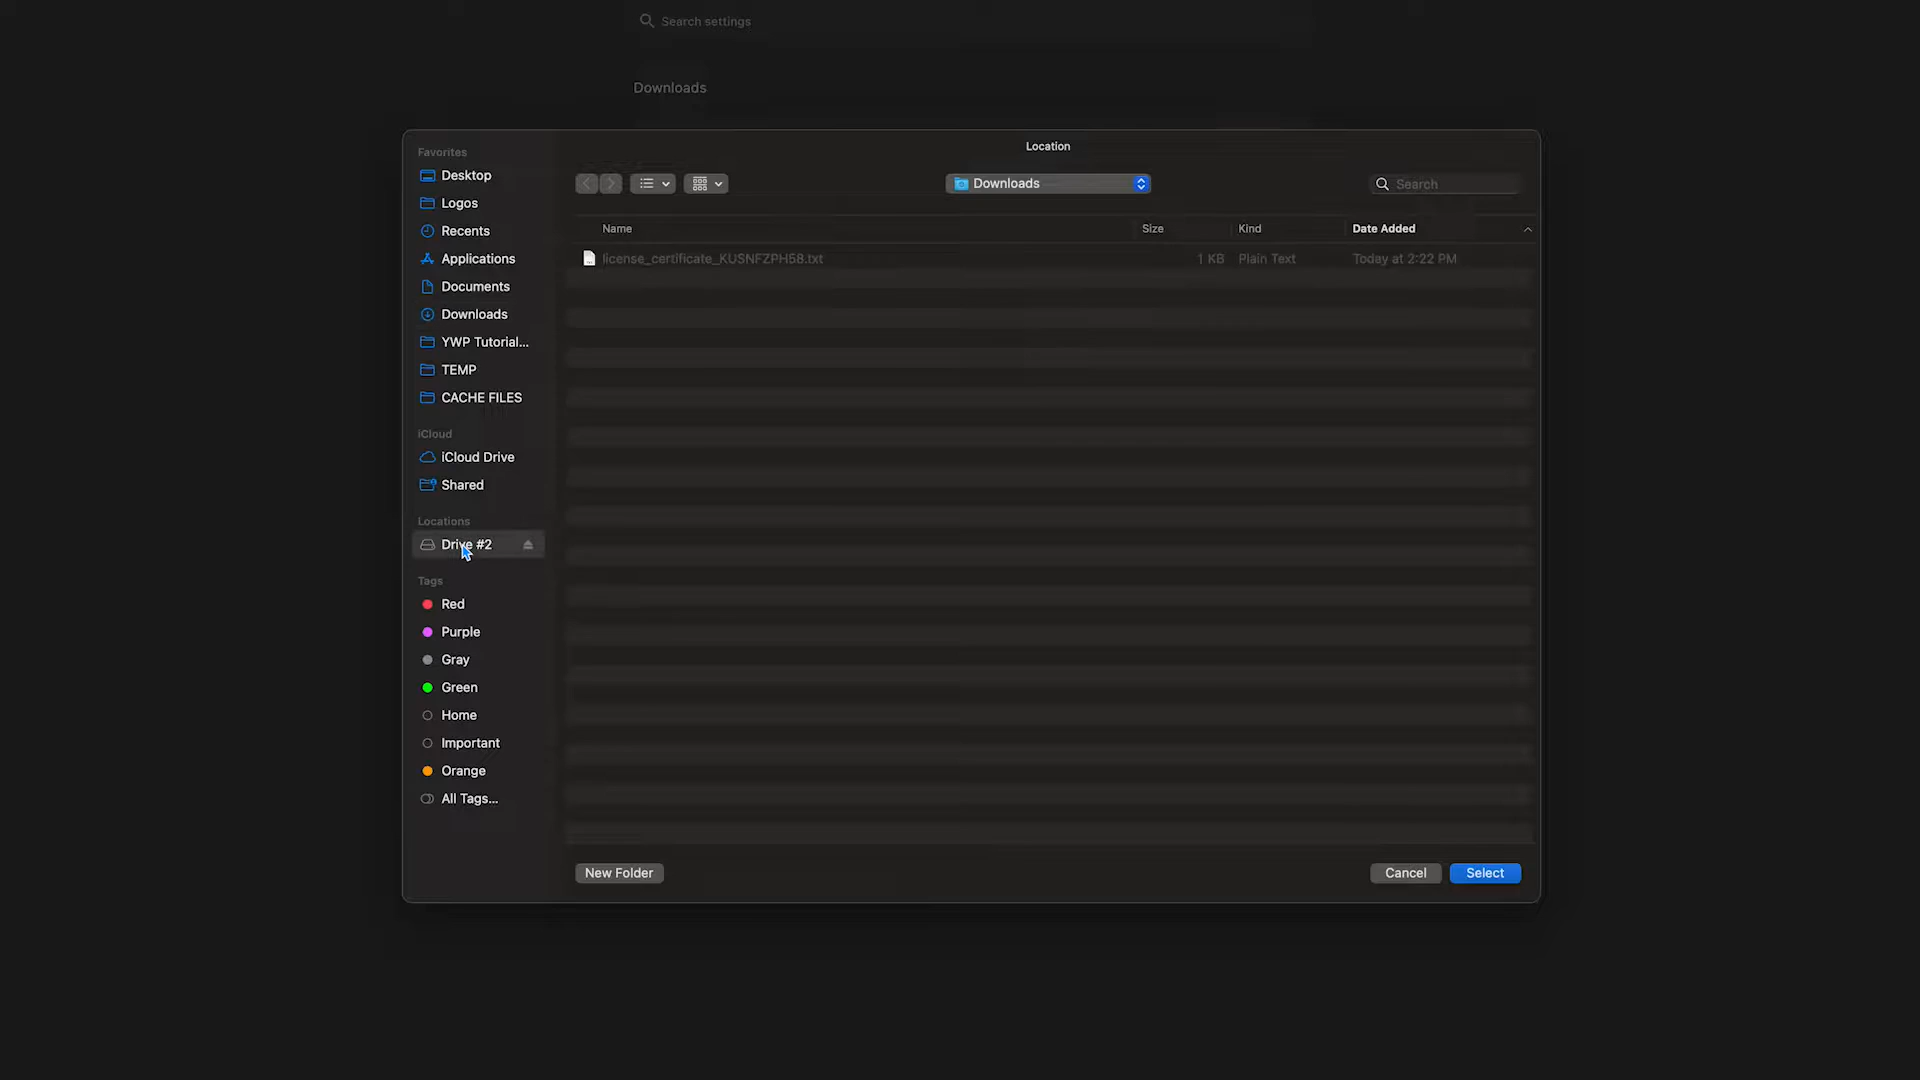 Search settings
Downloads
Location
Favorites
Desktop
Logos
Recents
Applications
Documents
Downloads
YWP Tutorial...
TEMP
CACHE FILES
iCloud
iCloud Drive
Shared
Locations
Drive #2
Tags
Red
Purple
Gray
Green
Home
Important
Orange
All Tags...
Downloads
Search
Name Size Kind Date Added
license_certificate_KUSNFZPH58.txt 1 KB Plain Text Today at 2:22 PM
New Folder Cancel Select